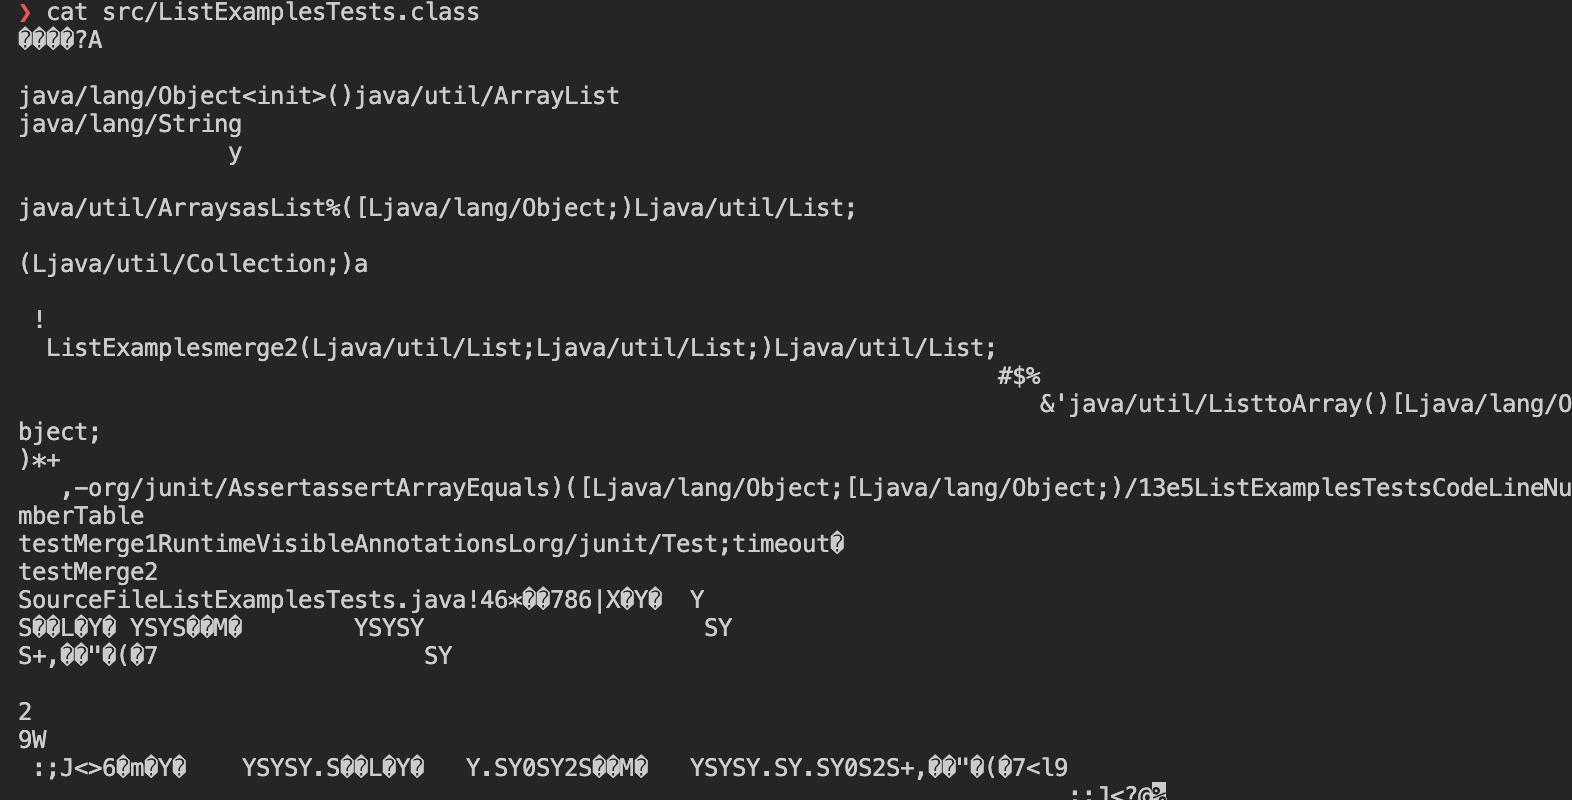 ❯ cat src/ListExamplesTests.class
����?A
java/lang/Object<init>()java/util/ArrayList
java/lang/String
y
java/util/ArraysasList%([Ljava/lang/Object;)Ljava/util/List;
(Ljava/util/Collection;)a
!
ListExamplesmerge2(Ljava/util/List;Ljava/util/List;)Ljava/util/List;
#$%
&'java/util/ListtoArray()[Ljava/lang/O
bject;
)*+
,-org/junit/AssertassertArrayEquals)([Ljava/lang/Object;[Ljava/lang/Object;)/13e5ListExamplesTestsCodeLineNu
mberTable
testMerge1RuntimeVisibleAnnotationsLorg/junit/Test;timeout�
testMerge2
SourceFileListExamplesTests.java!46*��786|X�Y�  Y
S��L�Y� YSYS��M�        YSYSY                    SY
S+,��"�(�7                   SY
2
9W
:;J<>6�m�Y�    YSYSY.S��L�Y�   Y.SY0SY2S��M�   YSYSY.SY.SY0S2S+,��"�(�7<l9
:;J<?@%